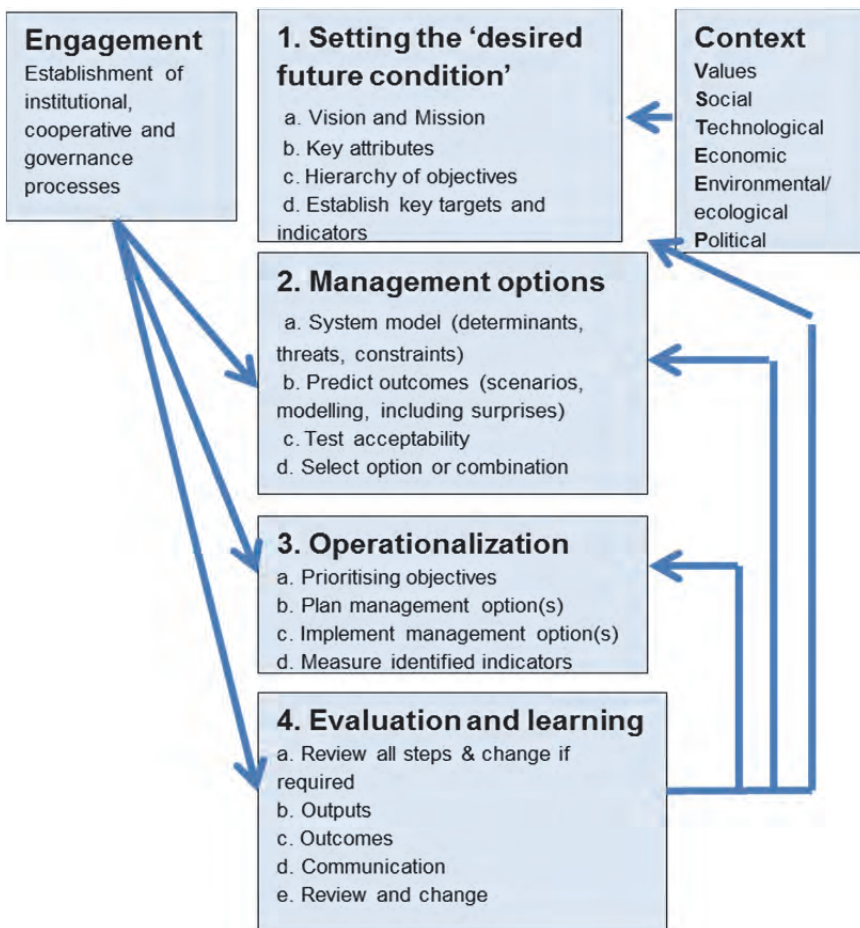 Engagement
Establishment of
institutional,
cooperative and
governance
processes
1. Setting the ‘desired
future condition’
a. Vision and Mission
b. Key attributes
c. Hierarchy of objectives
d. Establish key targets and
indicators
Context
Values
Social
Technological
Economic
Environmental/
ecological
Political
2. Management options
a. System model (determinants,
threats, constraints)
b. Predict outcomes (scenarios,
modelling, including surprises)
c. Test acceptability
d. Select option or combination
3. Operationalization
a. Prioritising objectives
b. Plan management option(s)
c. Implement management option(s)
d. Measure identified indicators
4. Evaluation and learning
a. Review all steps & change if
required
b. Outputs
c. Outcomes
d. Communication
e. Review and change